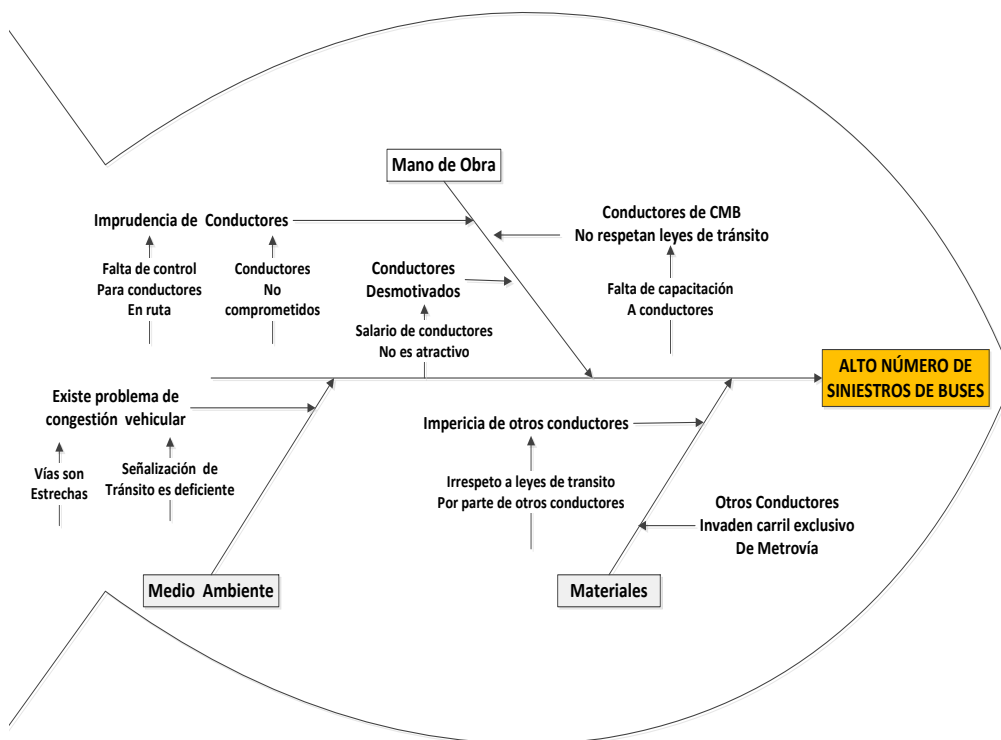 Mano de Obra
Imprudencia de Conductores
Falta de control
Para conductores
En ruta
Conductores
No
comprometidos
Conductores
Desmotivados
Salario de conductores
No es atractivo
Conductores de CMB
No respetan leyes de tránsito
Falta de capacitación
A conductores
ALTO NÚMERO DE
SINIESTROS DE BUSES
Existe problema de
congestión vehicular
Vías son
Estrechas
Señalización de
Tránsito es deficiente
Impericia de otros conductores
Irrespeto a leyes de transito
Por parte de otros conductores
Otros Conductores
Invaden carril exclusivo
De Metrovía
Medio Ambiente
Materiales